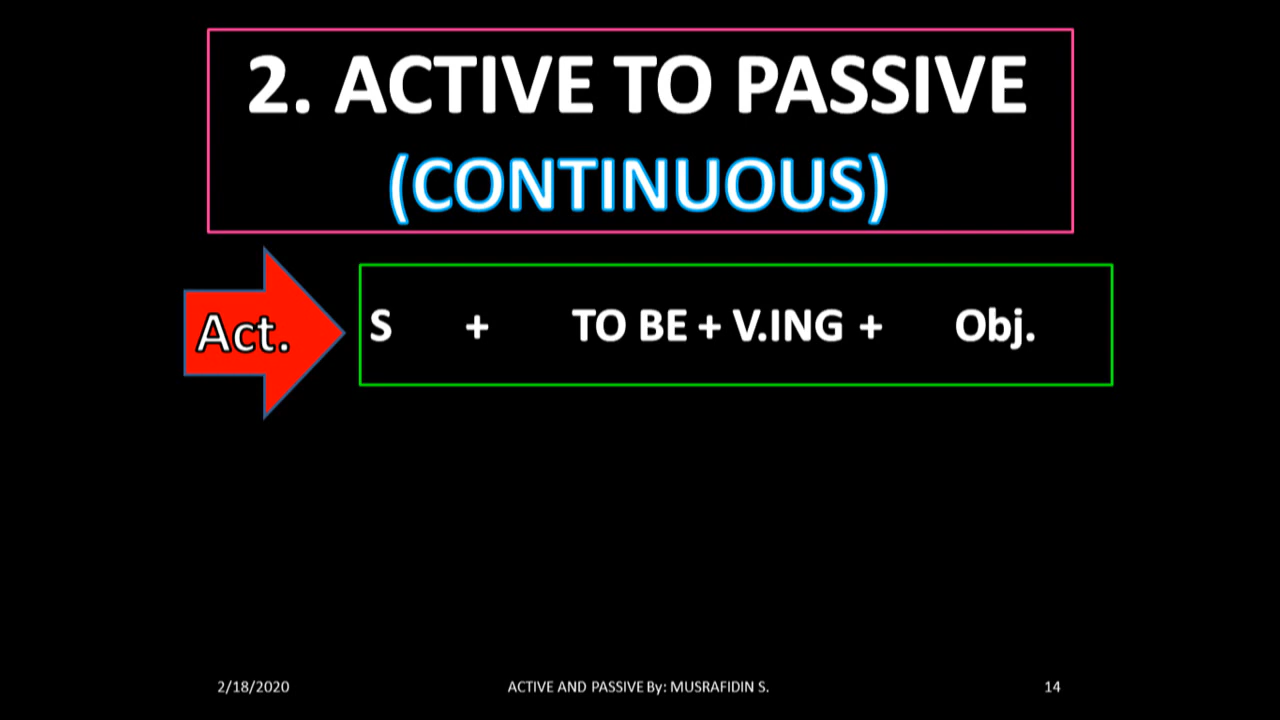 2. ACTIVE TO PASSIVE
(CONTINUOUS)
Act.
S + TO BE + V.ING + Obj.
2/18/2020 ACTIVE AND PASSIVE By: MUSRAFIDIN S. 14